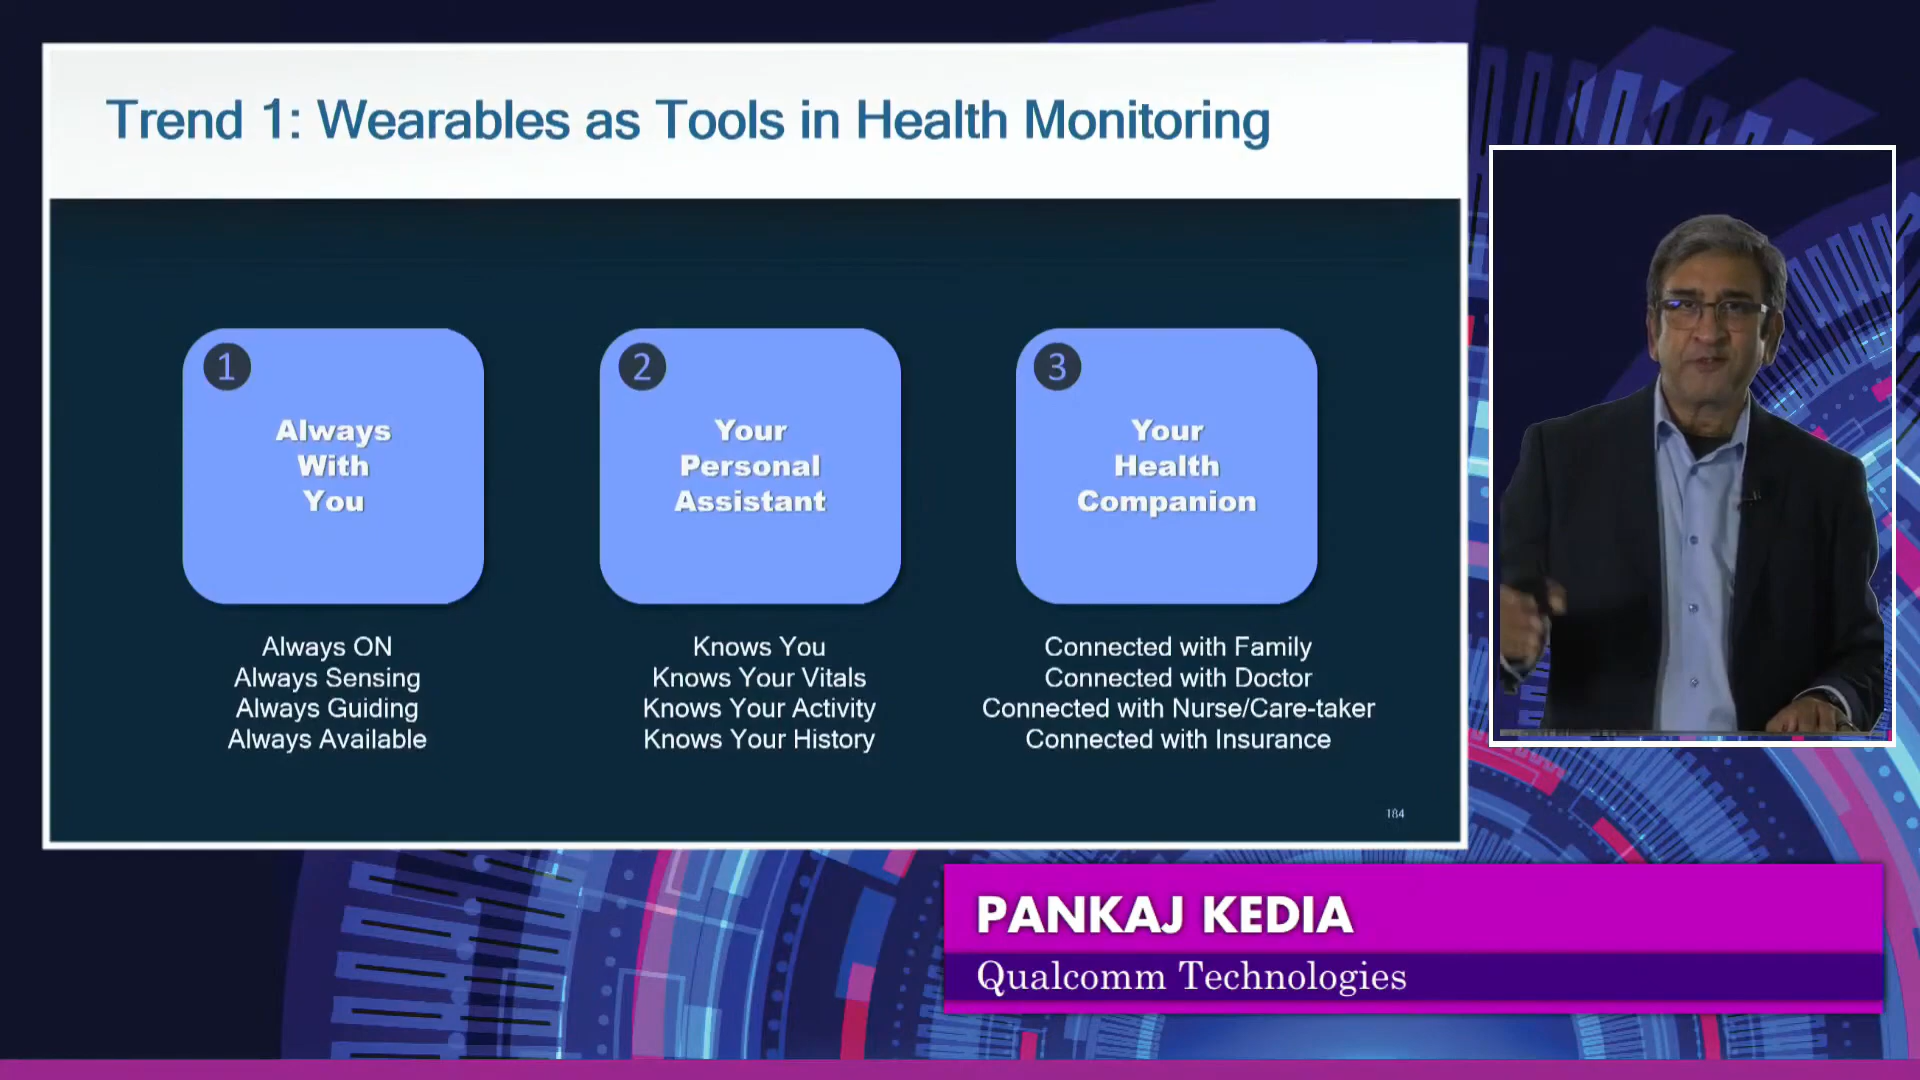 Trend 1: Wearables as Tools in Health Monitoring
1
Always
With
You
Always ON
Always Sensing
Always Guiding
Always Available
2
Your
Personal
Assistant
Knows You
Knows Your Vitals
Knows Your Activity
Knows Your History
3
Your
Health
Companion
Connected with Family
Connected with Doctor
Connected with Nurse/Care-taker
Connected with Insurance
184
PANKAJ KEDIA
Qualcomm Technologies